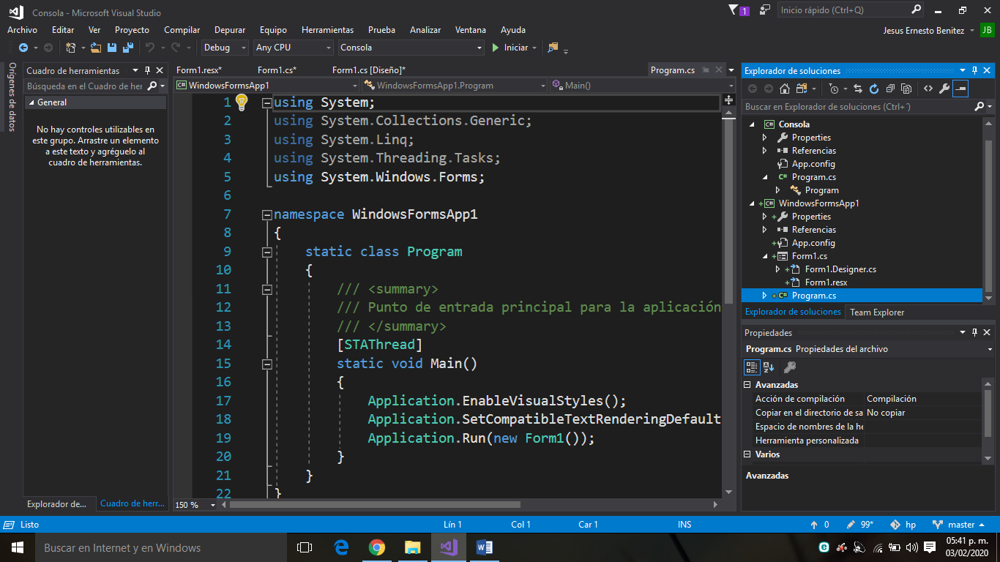 Consola - Microsoft Visual Studio
1
Inicio rápido (Ctrl+Q)
Archivo Editar Ver Proyecto Compilar Depurar Equipo Herramientas Prueba Analizar Ventana Ayuda
Jesus Ernesto Benitez JB
Debug Any CPU Consola Iniciar
Orígenes de datos
Cuadro de herramientas
Búsqueda en el Cuadro de her
General
No hay controles utilizables en
este grupo. Arrastre un elemento
a este texto y agréguelo al
cuadro de herramientas.
Explorador de... Cuadro de herr...
Form1.resx* Form1.cs* Form1.cs [Diseño]* Program.cs
WindowsFormsApp1 WindowsFormsApp1.Program Main()
1 using System;
2 using System.Collections.Generic;
3 using System.Linq;
4 using System.Threading.Tasks;
5 using System.Windows.Forms;
6
7 namespace WindowsFormsApp1
8 {
9 static class Program
10 {
11 /// <summary>
12 /// Punto de entrada principal para la aplicación
13 /// </summary>
14 [STAThread]
15 static void Main()
16 {
17 Application.EnableVisualStyles();
18 Application.SetCompatibleTextRenderingDefault
19 Application.Run(new Form1());
20 }
21 }
22 }
150 %
Explorador de soluciones
Buscar en Explorador de soluciones (Ctrl+´)
Consola
Properties
Referencias
App.config
C# Program.cs
Program
WindowsFormsApp1
Properties
Referencias
App.config
Form1.cs
Form1.Designer.cs
Form1.resx
C# Program.cs
Explorador de soluciones Team Explorer
Propiedades
Program.cs Propiedades del archivo
Avanzadas
Acción de compilación Compilación
Copiar en el directorio de sa No copiar
Espacio de nombres de la he
Herramienta personalizada
Varios
Avanzadas
Listo Lín 1 Col 1 Car 1 INS 0 99* hp master
Buscar en Internet y en Windows
05:41 p. m.
03/02/2020